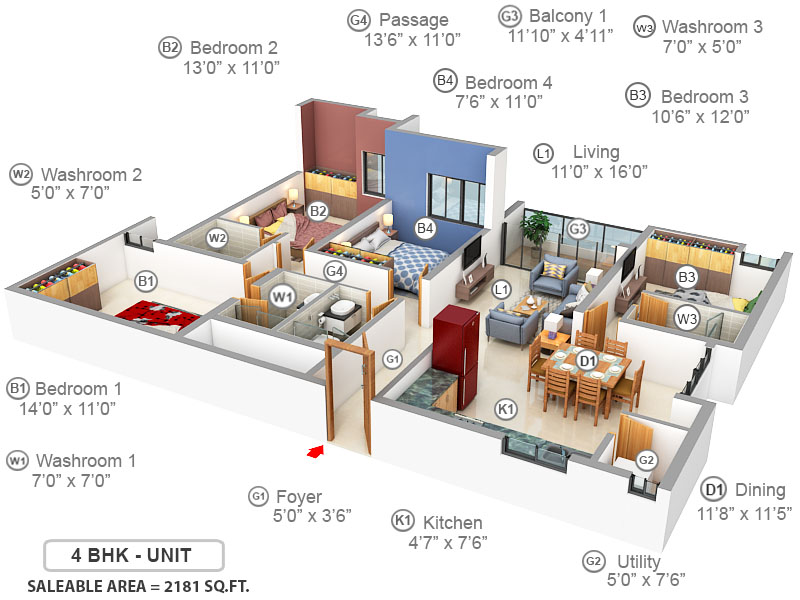 G4 Passage
13’6” x 11’0”
G3 Balcony 1
11’10” x 4’11”
W3 Washroom 3
7’0” x 5’0”
B2 Bedroom 2
13’0” x 11’0”
B4 Bedroom 4
7’6” x 11’0”
B3 Bedroom 3
10’6” x 12’0”
L1 Living
11’0” x 16’0”
W2 Washroom 2
5’0” x 7’0”
B2
B4
G3
W2
G4
B1
W1
L1
B3
W3
G1
D1
K1
G2
B1 Bedroom 1
14’0” x 11’0”
W1 Washroom 1
7’0” x 7’0”
G1 Foyer
5’0” x 3’6”
K1 Kitchen
4’7” x 7’6”
D1 Dining
11’8” x 11’5”
G2 Utility
5’0” x 7’6”
4 BHK - UNIT
SALEABLE AREA = 2181 SQ.FT.